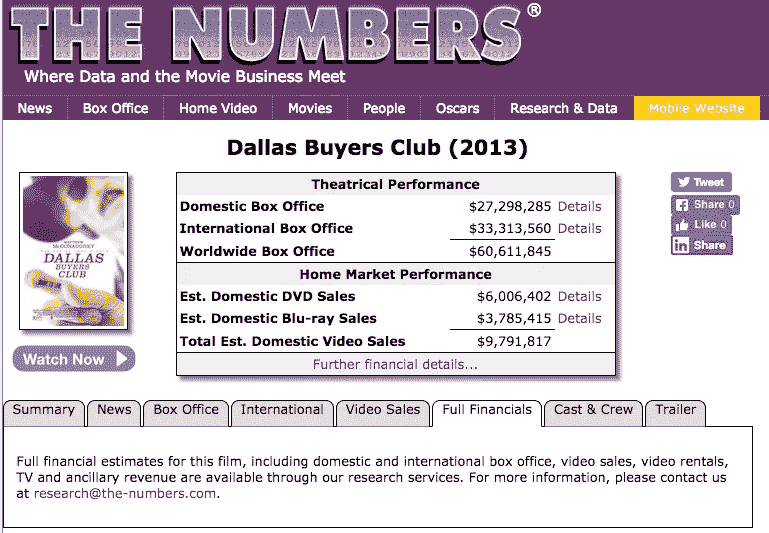 THE NUMBERS®
Where Data and the Movie Business Meet
News Box Office Home Video Movies People Oscars Research & Data Mobile Website
Dallas Buyers Club (2013)
MATTHEW
McCONAUGHEY
DALLAS
BUYERS
CLUB
Watch Now
Theatrical Performance
Domestic Box Office $27,298,285 Details
International Box Office $33,313,560 Details
Worldwide Box Office $60,611,845
Home Market Performance
Est. Domestic DVD Sales $6,006,402 Details
Est. Domestic Blu-ray Sales $3,785,415 Details
Total Est. Domestic Video Sales $9,791,817
Further financial details...
Tweet
Share 0
Like 0
in Share
Summary News Box Office International Video Sales Full Financials Cast & Crew Trailer
Full financial estimates for this film, including domestic and international box office, video sales, video rentals,
TV and ancillary revenue are available through our research services. For more information, please contact us
at research@the-numbers.com.